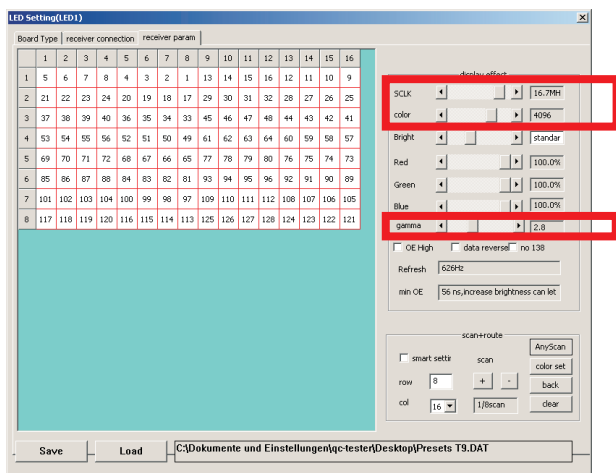 LED Setting(LED1)
Board Type receiver connection receiver param
1 2 3 4 5 6 7 8 9 10 11 12 13 14 15 16
1 5 6 7 8 4 3 2 1 13 14 15 16 12 11 10 9
2 21 22 23 24 20 19 18 17 29 30 31 32 28 27 26 25
3 37 38 39 40 36 35 34 33 45 46 47 48 44 43 42 41
4 53 54 55 56 52 51 50 49 61 62 63 64 60 59 58 57
5 69 70 71 72 68 67 66 65 77 78 79 80 76 75 74 73
6 85 86 87 88 84 83 82 81 93 94 95 96 92 91 90 89
7 101 102 103 104 100 99 98 97 109 110 111 112 108 107 106 105
8 117 118 119 120 116 115 114 113 125 126 127 128 124 123 122 121
display effect
SCLK 16.7MH
color 4096
Bright standar
Red 100.0%
Green 100.0%
Blue 100.0%
gamma 2.8
OE High data reverse no 138
Refresh 626Hz
min OE 56 ns,increase brightness can let
scan+route
AnyScan
smart settir scan color set
row 8 + - back
col 16 1/8scan clear
Save Load C:\Dokumente und Einstellungen\qc-tester\Desktop\Presets T9.DAT